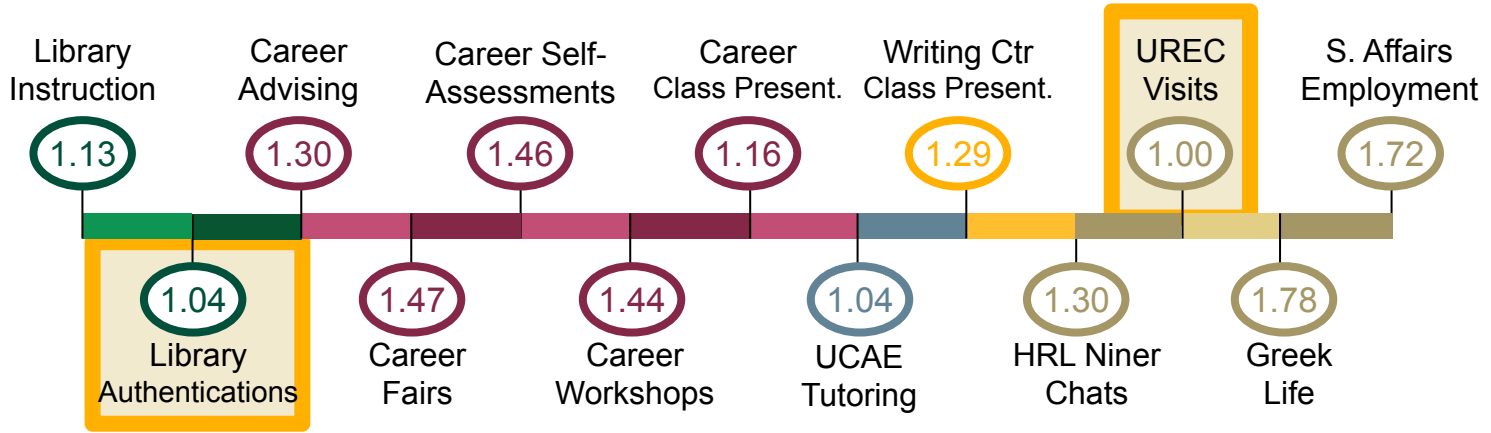 Library
Instruction
1.13
Career
Advising
1.30
Career Self-
Assessments
1.46
Career
Class Present.
1.16
Writing Ctr
Class Present.
1.29
UREC
Visits
1.00
S. Affairs
Employment
1.72
1.04
Library
Authentications
1.47
Career
Fairs
1.44
Career
Workshops
1.04
UCAE
Tutoring
1.30
HRL Niner
Chats
1.78
Greek
Life